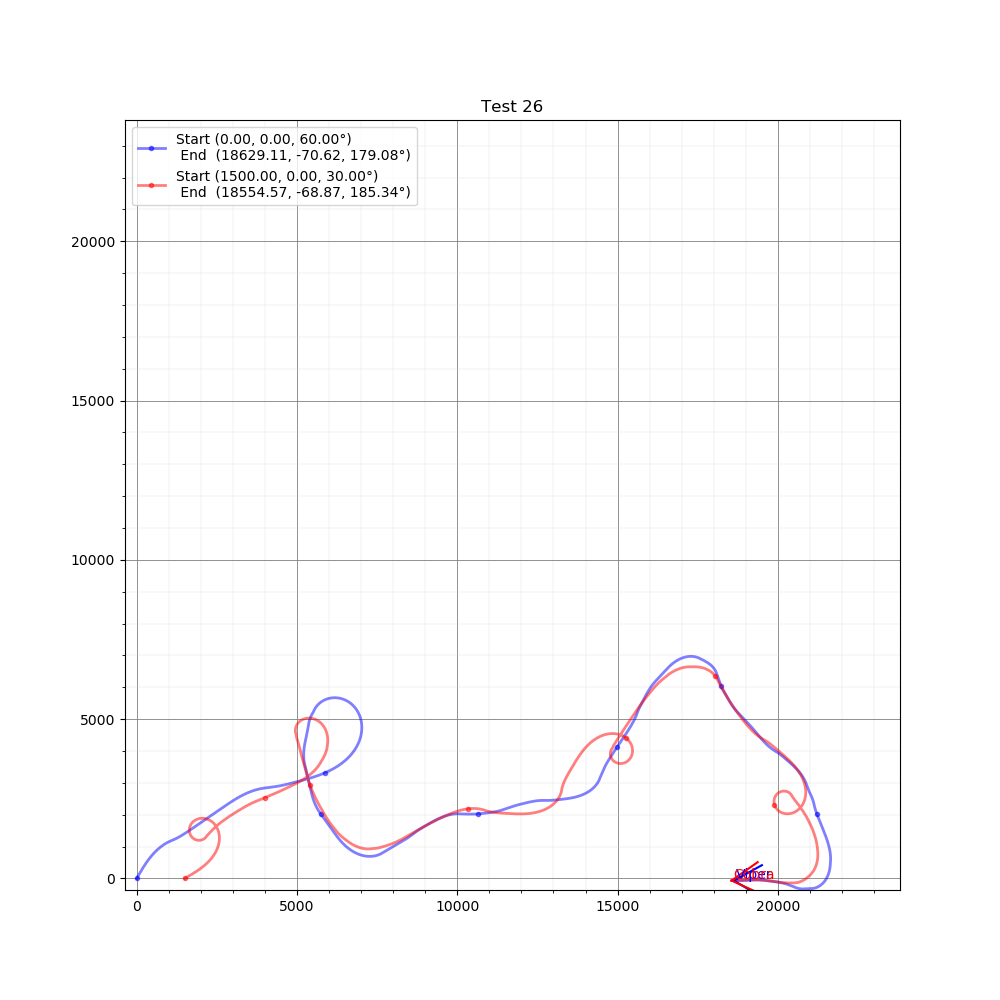 Test 26
Start (0.00, 0.00, 60.00°)
End (18629.11, -70.62, 179.08°)
Start (1500.00, 0.00, 30.00°)
End (18554.57, -68.87, 185.34°)
20000
15000
10000
5000
0
0
5000
10000
15000
20000